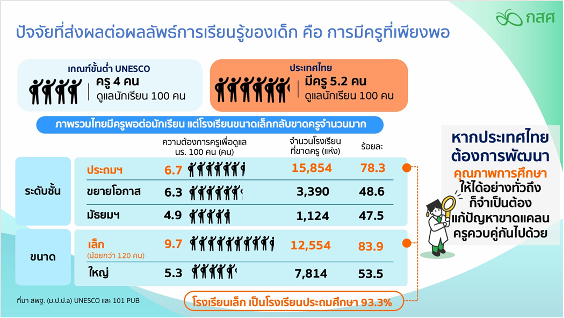 กสศ
ปัจจัยที่ส่งผลต่อผลลัพธ์การเรียนรู้ของเด็ก คือ การมีครูที่เพียงพอ
เกณฑ์ขั้นต่ำ UNESCO
ครู 4 คน
ดูแลนักเรียน 100 คน
ประเทศไทย
มีครู 5.2 คน
ดูแลนักเรียน 100 คน
ภาพรวมไทยมีครูพอต่อนักเรียน แต่โรงเรียนขนาดเล็กกลับขาดครูจำนวนมาก
ความต้องการครูเพื่อดูแล
นร. 100 คน (คน)
จำนวนโรงเรียน
ที่ขาดครู (แห่ง)
ร้อยละ
ระดับชั้น
ประถมฯ 6.7 15,854 78.3
ขยายโอกาส 6.3 3,390 48.6
มัธยมฯ 4.9 1,124 47.5
ขนาด
เล็ก 9.7 12,554 83.9
(น้อยกว่า 120 คน)
ใหญ่ 5.3 7,814 53.5
โรงเรียนเล็ก เป็นโรงเรียนประถมศึกษา 93.3%
หากประเทศไทย
ต้องการพัฒนา
คุณภาพการศึกษา
ให้ได้อย่างทั่วถึง
ก็จำเป็นต้อง
แก้ปัญหาขาดแคลน
ครูควบคู่กันไปด้วย
ที่มา สพฐ. (ม.ป.ป.a) UNESCO และ 101 PUB